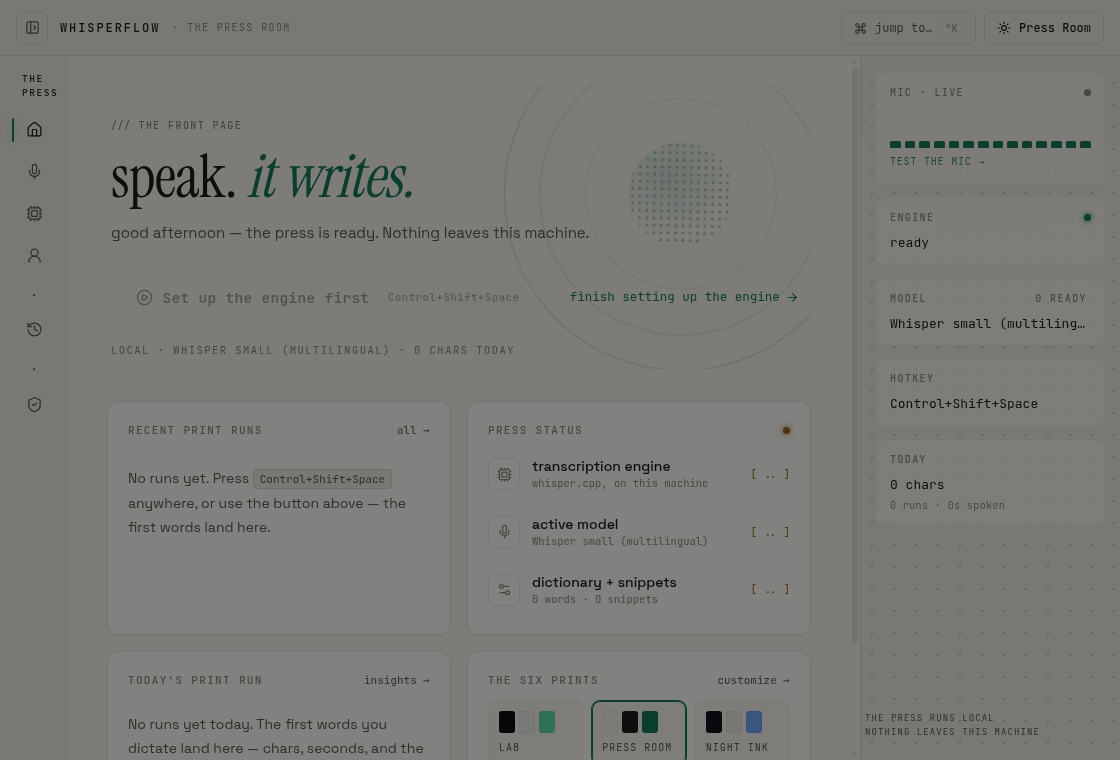 WHISPERFLOW · THE PRESS ROOM
jump to… ^K
Press Room
THE
PRESS
/// THE FRONT PAGE
speak. it writes.
good afternoon — the press is ready. Nothing leaves this machine.
Set up the engine first Control+Shift+Space
finish setting up the engine →
LOCAL · WHISPER SMALL (MULTILINGUAL) · 0 CHARS TODAY
RECENT PRINT RUNS
all →
No runs yet. Press Control+Shift+Space
anywhere, or use the button above — the
first words land here.
PRESS STATUS
transcription engine
whisper.cpp, on this machine
[ .. ]
active model
Whisper small (multilingual)
[ .. ]
dictionary + snippets
0 words · 0 snippets
[ .. ]
TODAY'S PRINT RUN
insights →
No runs yet today. The first words you
dictate land here — chars, seconds, and the
THE SIX PRINTS
customize →
LAB
PRESS ROOM
NIGHT INK
MIC · LIVE
TEST THE MIC →
ENGINE
ready
MODEL
0 READY
Whisper small (multiling…
HOTKEY
Control+Shift+Space
TODAY
0 chars
0 runs · 0s spoken
THE PRESS RUNS LOCAL
NOTHING LEAVES THIS MACHINE